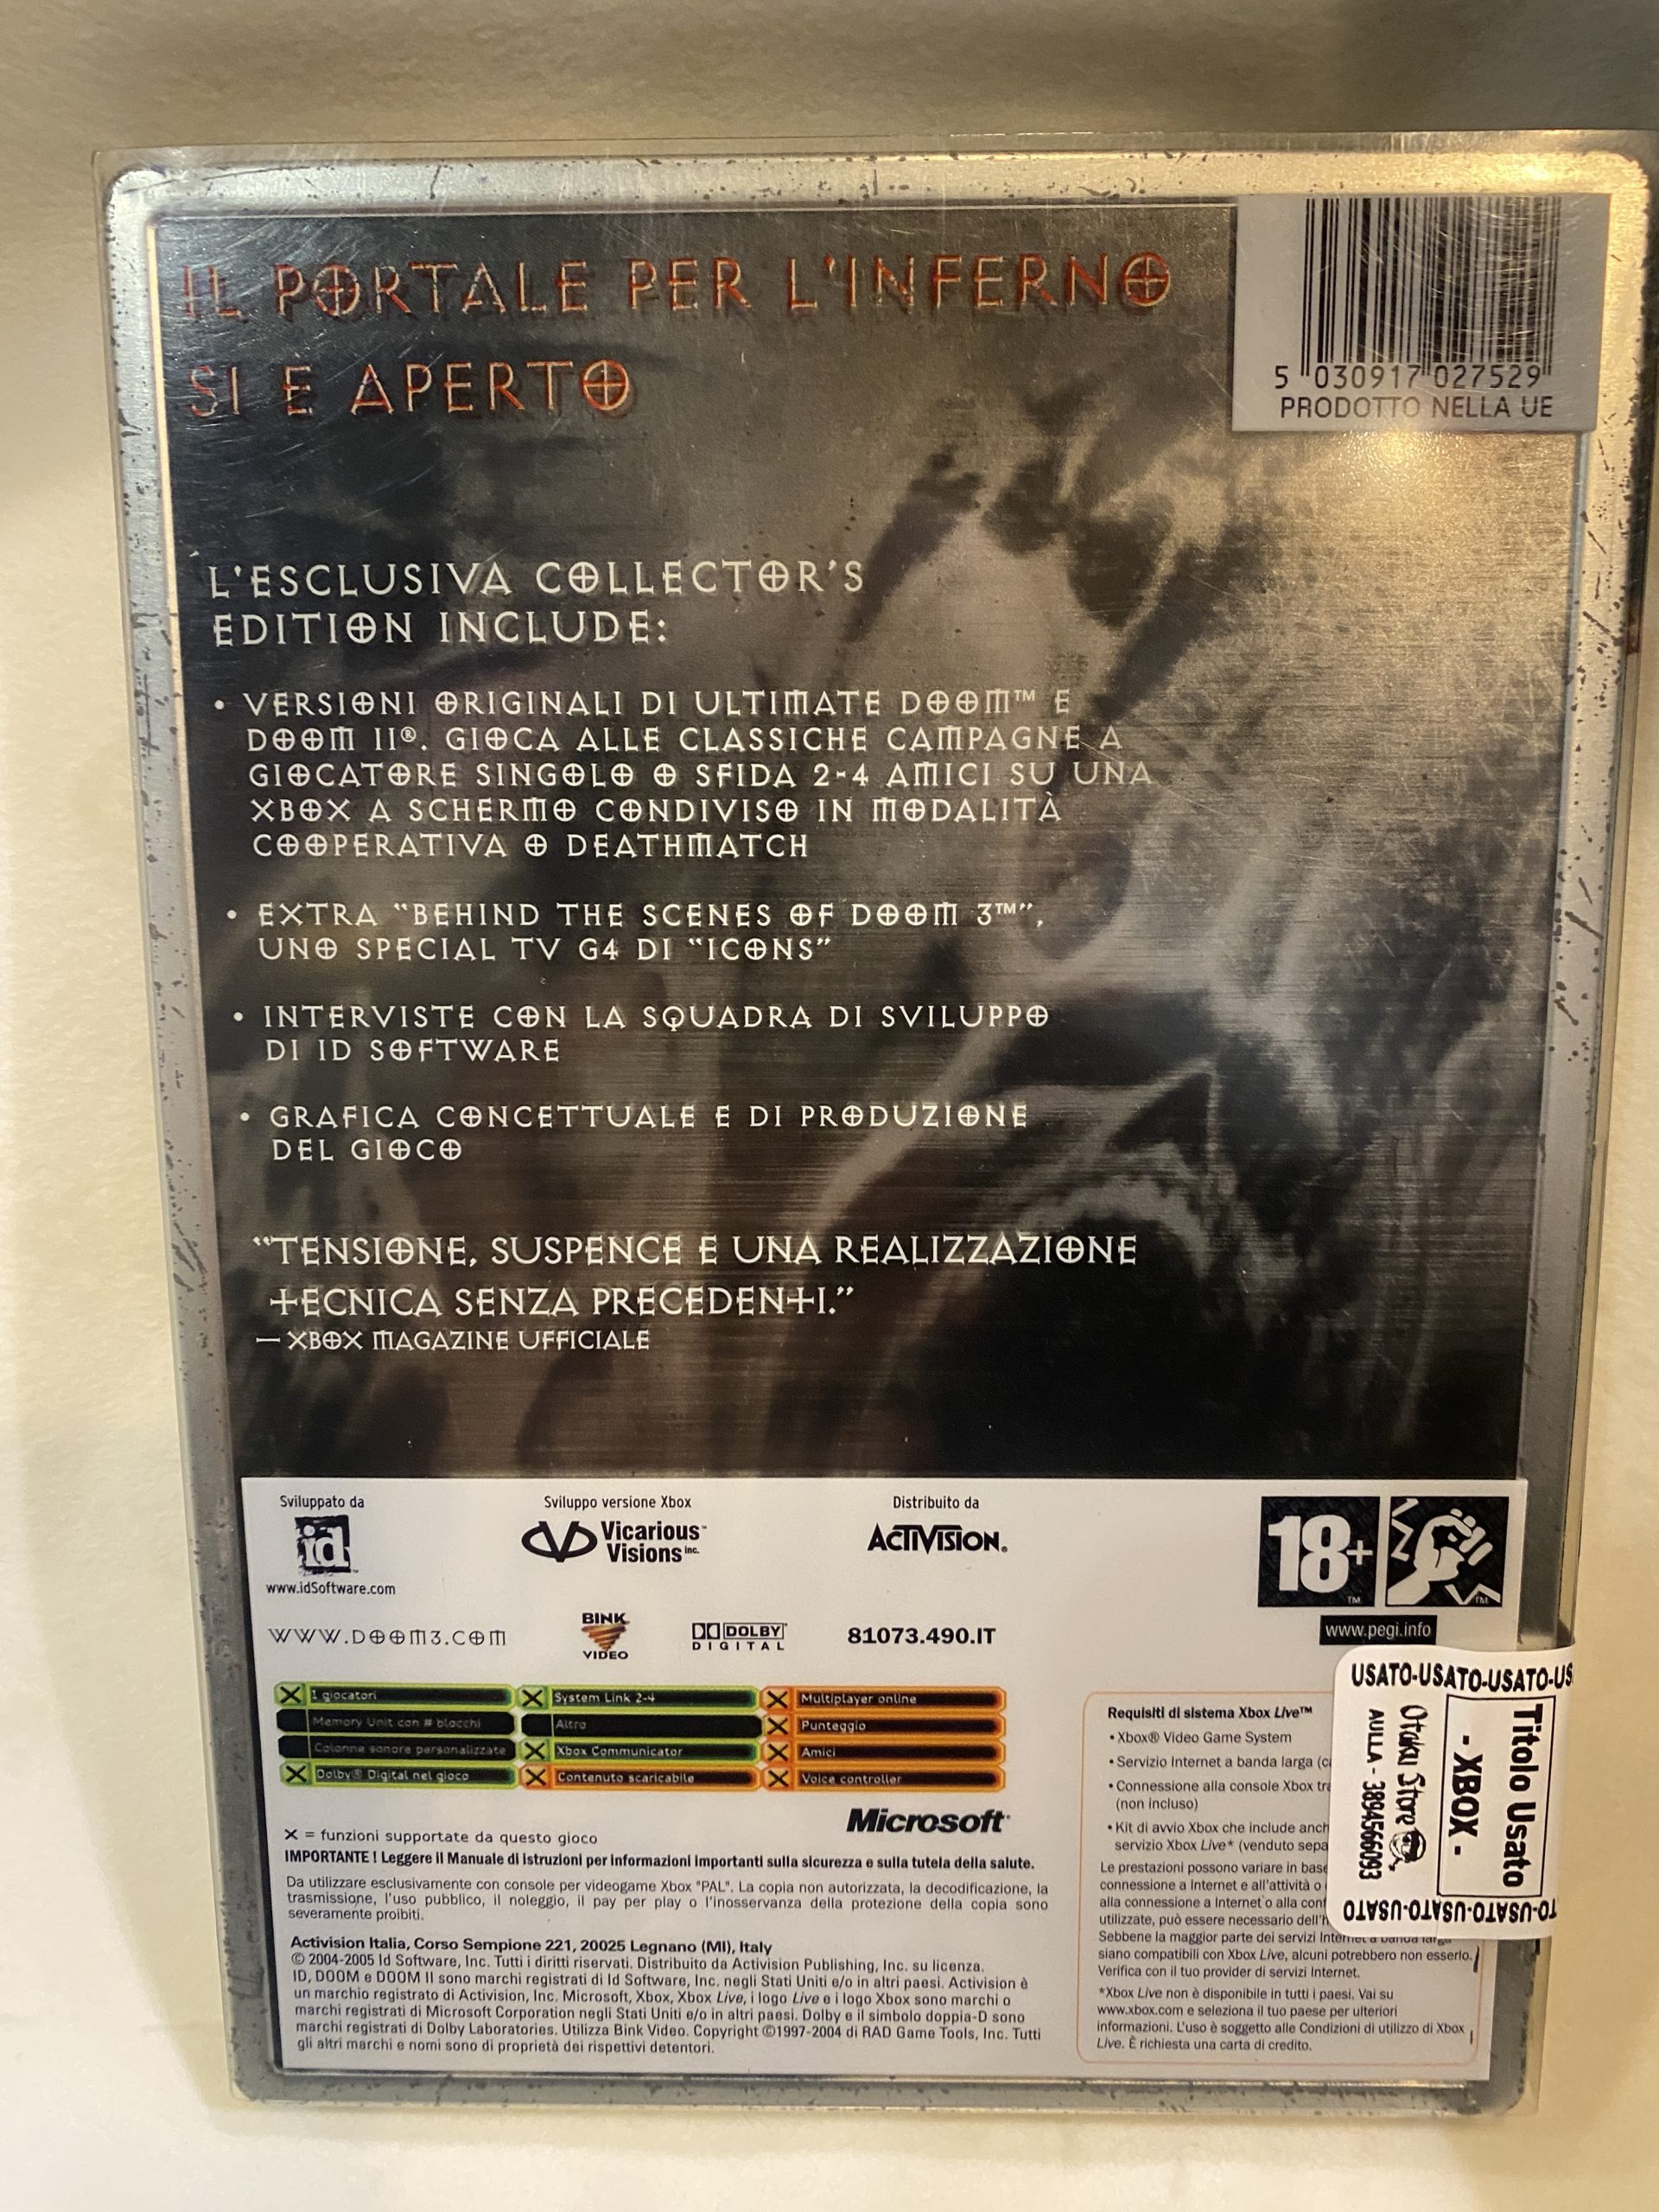 IL PORTALE PER L'INFERNO
SI È APERTO
5 030917 027529
PRODOTTO NELLA UE
L'ESCLUSIVA COLLECTOR'S
EDITION INCLUDE:
• VERSIONI ORIGINALI DI ULTIMATE DOOM™ E
DOOM II®. GIOCA ALLE CLASSICHE CAMPAGNE A
GIOCATORE SINGOLO O SFIDA 2-4 AMICI SU UNA
XBOX A SCHERMO CONDIVISO IN MODALITÀ
COOPERATIVA O DEATHMATCH
• EXTRA “BEHIND THE SCENES OF DOOM 3™”,
UNO SPECIAL TV G4 DI “ICONS”
• INTERVISTE CON LA SQUADRA DI SVILUPPO
DI ID SOFTWARE
• GRAFICA CONCETTUALE E DI PRODUZIONE
DEL GIOCO
“TENSIONE, SUSPENCE E UNA REALIZZAZIONE
TECNICA SENZA PRECEDENTI.”
— XBOX MAGAZINE UFFICIALE
Sviluppato da
id
www.idSoftware.com
Sviluppo versione Xbox
Vicarious™
Visions inc.
Distribuito da
ACTIVISION.
18+™
www.pegi.info
WWW.DOOM3.COM
BINK
VIDEO
DOLBY
DIGITAL
81073.490.IT
X 1 giocatori
Memory Unit con # blocchi
Colonne sonore personalizzate
X Dolby® Digital nel gioco
X System Link 2-4
Altro
X Xbox Communicator
X Contenuto scaricabile
X Multiplayer online
X Punteggio
X Amici
X Voice controller
Microsoft
X = funzioni supportate da questo gioco
IMPORTANTE ! Leggere il Manuale di istruzioni per informazioni importanti sulla sicurezza e sulla tutela della salute.
Da utilizzare esclusivamente con console per videogame Xbox "PAL". La copia non autorizzata, la decodificazione, la
trasmissione, l'uso pubblico, il noleggio, il pay per play o l'inosservanza della protezione della copia sono
severamente proibiti.
Activision Italia, Corso Sempione 221, 20025 Legnano (MI), Italy
© 2004-2005 Id Software, Inc. Tutti i diritti riservati. Distribuito da Activision Publishing, Inc. su licenza.
ID, DOOM e DOOM II sono marchi registrati di Id Software, Inc. negli Stati Uniti e/o in altri paesi. Activision è
un marchio registrato di Activision, Inc. Microsoft, Xbox, Xbox Live, i logo Live e i logo Xbox sono marchi o
marchi registrati di Microsoft Corporation negli Stati Uniti e/o in altri paesi. Dolby e il simbolo doppia-D sono
marchi registrati di Dolby Laboratories. Utilizza Bink Video. Copyright ©1997-2004 di RAD Game Tools, Inc. Tutti
gli altri marchi e nomi sono di proprietà dei rispettivi detentori.
Requisiti di sistema Xbox Live™
• Xbox® Video Game System
• Servizio Internet a banda larga
• Connessione alla console Xbox
(non incluso)
• Kit di avvio Xbox che include
servizio Xbox Live* (venduto
Le prestazioni possono variare in base
connessione a Internet e all'attività o
alla connessione a Internet o alla
utilizzate, può essere necessario
Sebbene la maggior parte dei servizi Internet a banda larga
siano compatibili con Xbox Live, alcuni potrebbero non esserlo.
Verifica con il tuo provider di servizi Internet.
*Xbox Live non è disponibile in tutti i paesi. Vai su
www.xbox.com e seleziona il tuo paese per ulteriori
informazioni. L'uso è soggetto alle Condizioni di utilizzo di Xbox
Live. È richiesta una carta di credito.
USATO-USATO-USATO-US
Titolo Usato
- XBOX -
Otaku Store
AULLA - 3894566093
TO-USATO-USATO-USATO